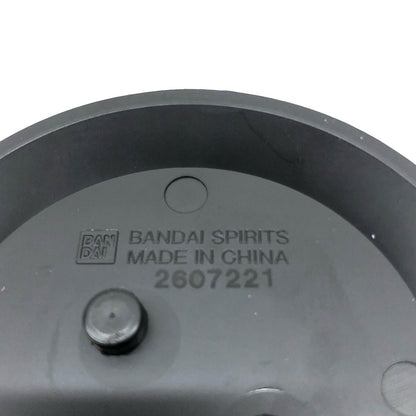 BAN
DAI
BANDAI SPIRITS
MADE IN CHINA
2607221